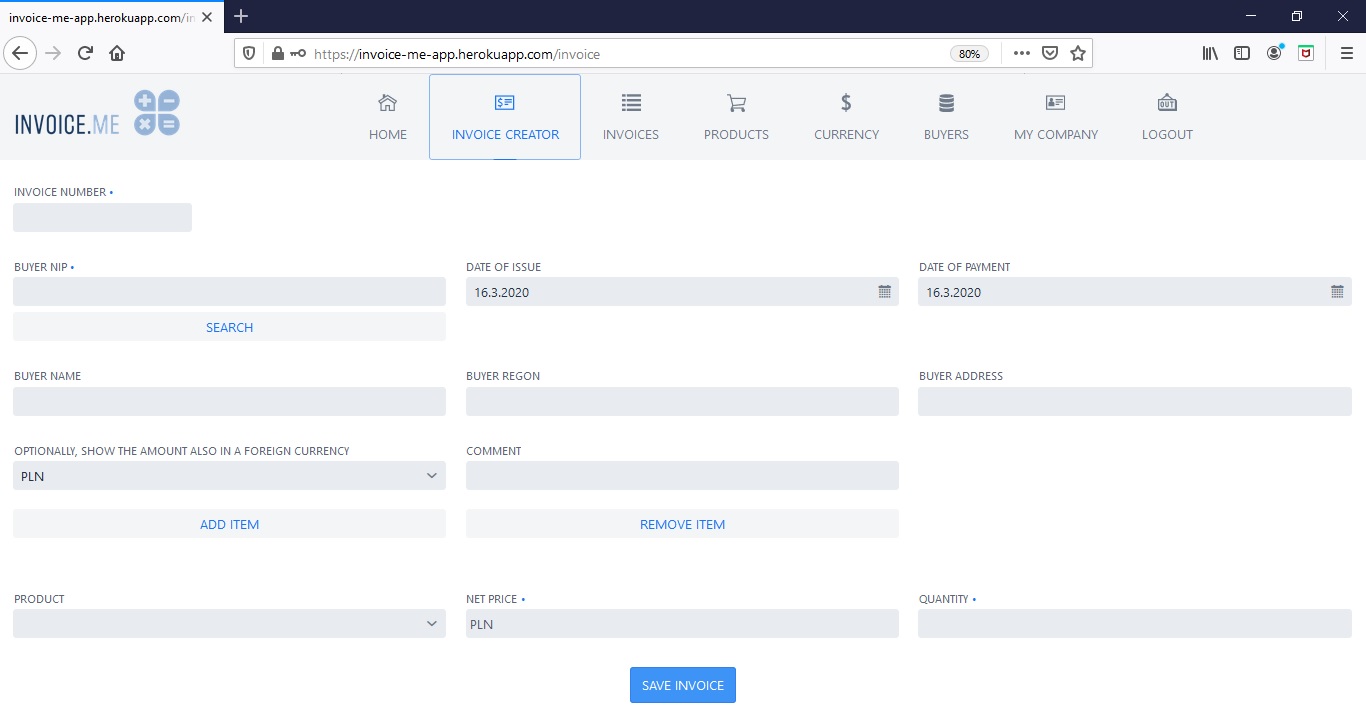 invoice-me-app.herokuapp.com/in
https://invoice-me-app.herokuapp.com/invoice
80%
INVOICE.ME
HOME
INVOICE CREATOR
INVOICES
PRODUCTS
CURRENCY
BUYERS
MY COMPANY
OUT
LOGOUT
INVOICE NUMBER •
BUYER NIP •
DATE OF ISSUE
DATE OF PAYMENT
16.3.2020
16.3.2020
SEARCH
BUYER NAME
BUYER REGON
BUYER ADDRESS
OPTIONALLY, SHOW THE AMOUNT ALSO IN A FOREIGN CURRENCY
COMMENT
PLN
ADD ITEM
REMOVE ITEM
PRODUCT
NET PRICE •
QUANTITY •
PLN
SAVE INVOICE